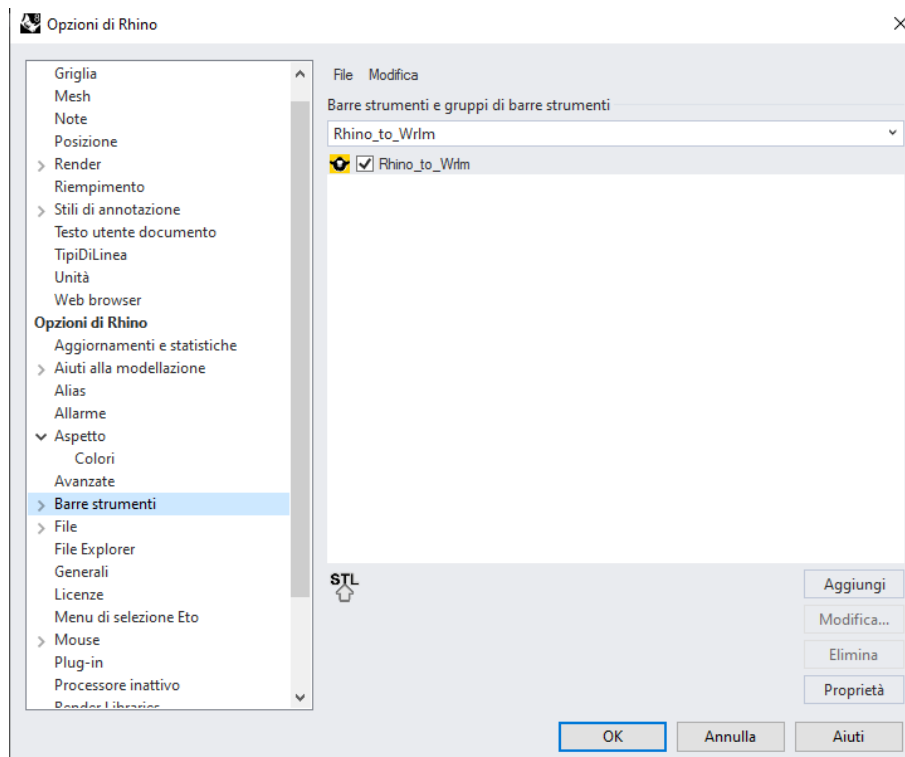 Opzioni di Rhino
Griglia
Mesh
Note
Posizione
Render
Riempimento
Stili di annotazione
Testo utente documento
TipiDiLinea
Unità
Web browser
Opzioni di Rhino
Aggiornamenti e statistiche
Aiuti alla modellazione
Alias
Allarme
Aspetto
Colori
Avanzate
Barre strumenti
File
File Explorer
Generali
Licenze
Menu di selezione Eto
Mouse
Plug-in
Processore inattivo
Render Libraries
File Modifica
Barre strumenti e gruppi di barre strumenti
Rhino_to_Wrlm
Rhino_to_Wrlm
STL
Aggiungi
Modifica...
Elimina
Proprietà
OK Annulla Aiuti